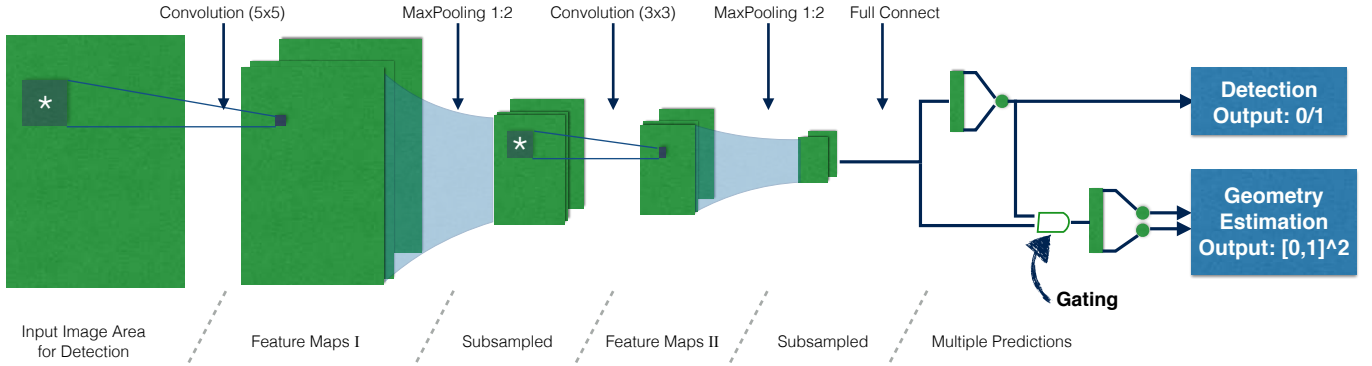 Convolution (5x5)
MaxPooling 1:2
Convolution (3x3)
MaxPooling 1:2
Full Connect
*
*
Detection
Output: 0/1
Geometry
Estimation
Output: [0,1]^2
Gating
Input Image Area
for Detection
Feature Maps I
Subsampled
Feature Maps II
Subsampled
Multiple Predictions